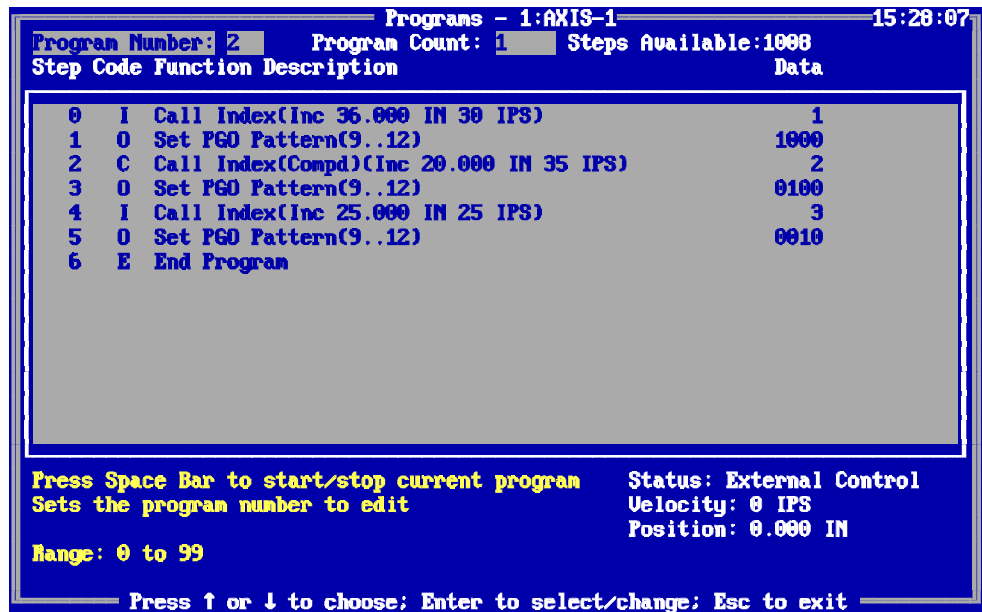 Programs - 1:AXIS-1 15:28:07
Program Number: 2 Program Count: 1 Steps Available:1008
Step Code Function Description Data
0 I Call Index(Inc 36.000 IN 30 IPS) 1
1 O Set PGO Pattern(9..12) 1000
2 C Call Index(Compd)(Inc 20.000 IN 35 IPS) 2
3 O Set PGO Pattern(9..12) 0100
4 I Call Index(Inc 25.000 IN 25 IPS) 3
5 O Set PGO Pattern(9..12) 0010
6 E End Program
Press Space Bar to start/stop current program Status: External Control
Sets the program number to edit Velocity: 0 IPS
Position: 0.000 IN
Range: 0 to 99
Press ↑ or ↓ to choose; Enter to select/change; Esc to exit